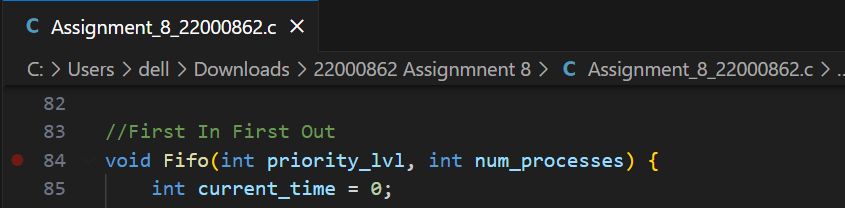 C Assignment_8_22000862.c ×
C: > Users > dell > Downloads > 22000862 Assignmnent 8 > C Assignment_8_22000862.c > ..
82
83 //First In First Out
84 void Fifo(int priority_lvl, int num_processes) {
85 int current_time = 0;